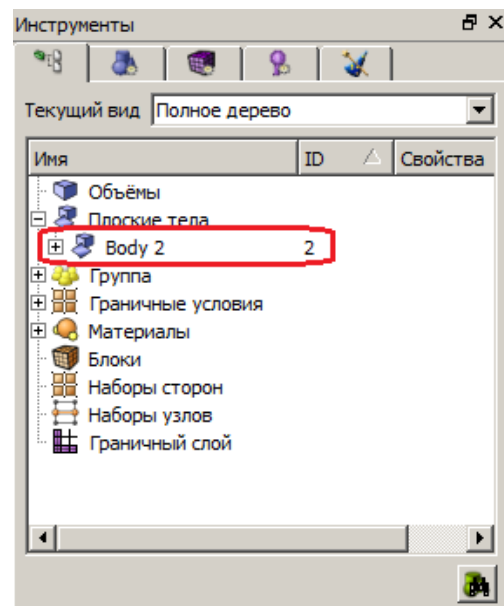 Инструменты
Текущий вид Полное дерево
Имя ID Свойства
Объёмы
Плоские тела
Body 2 2
Группа
Граничные условия
Материалы
Блоки
Наборы сторон
Наборы узлов
Граничный слой